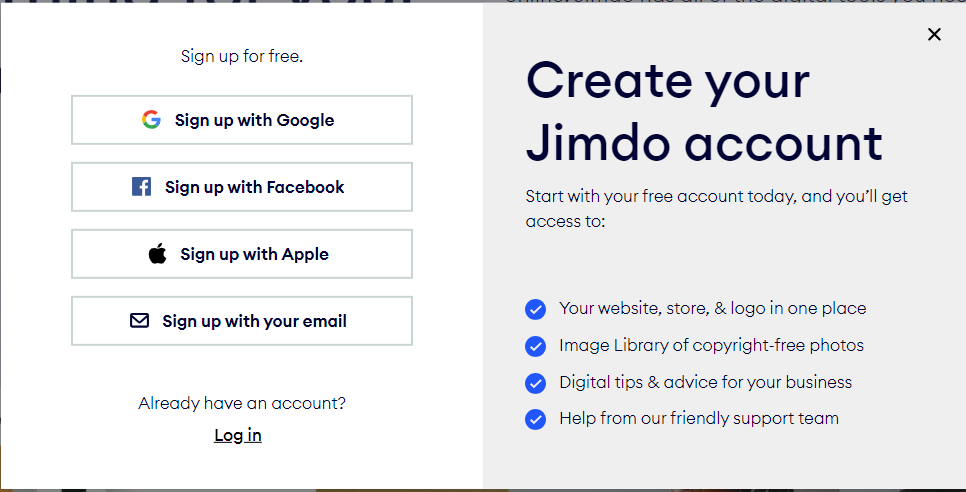 Sign up for free.
Sign up with Google
Sign up with Facebook
Sign up with Apple
Sign up with your email
Already have an account?
Log in
Create your
Jimdo account
Start with your free account today, and you’ll get
access to:
Your website, store, & logo in one place
Image Library of copyright-free photos
Digital tips & advice for your business
Help from our friendly support team